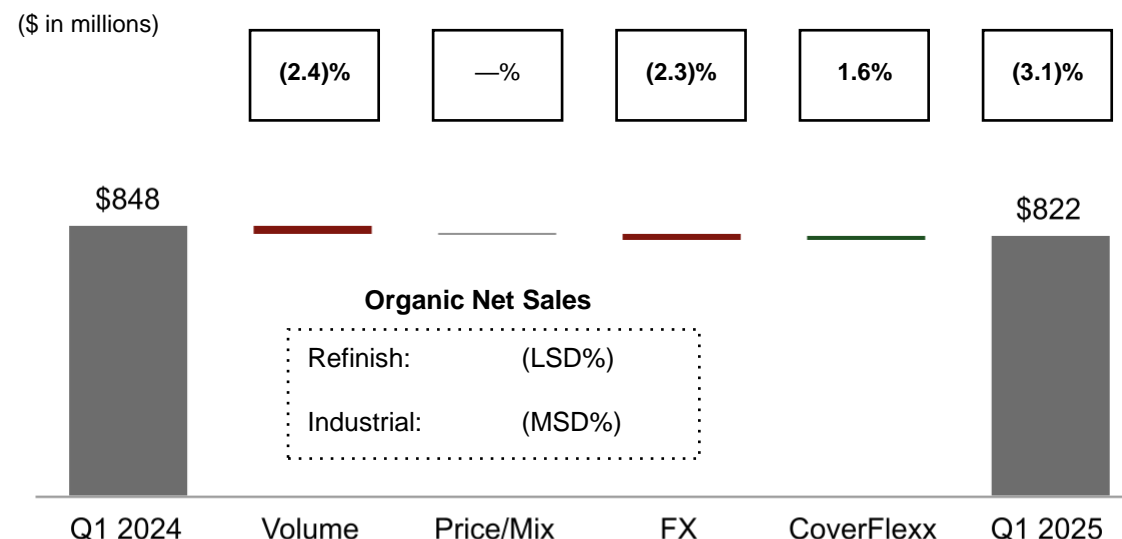 ($ in millions)
(2.4)% —% (2.3)% 1.6% (3.1)%
$848
$822
Organic Net Sales
Refinish: (LSD%)
Industrial: (MSD%)
Q1 2024 Volume Price/Mix FX CoverFlexx Q1 2025